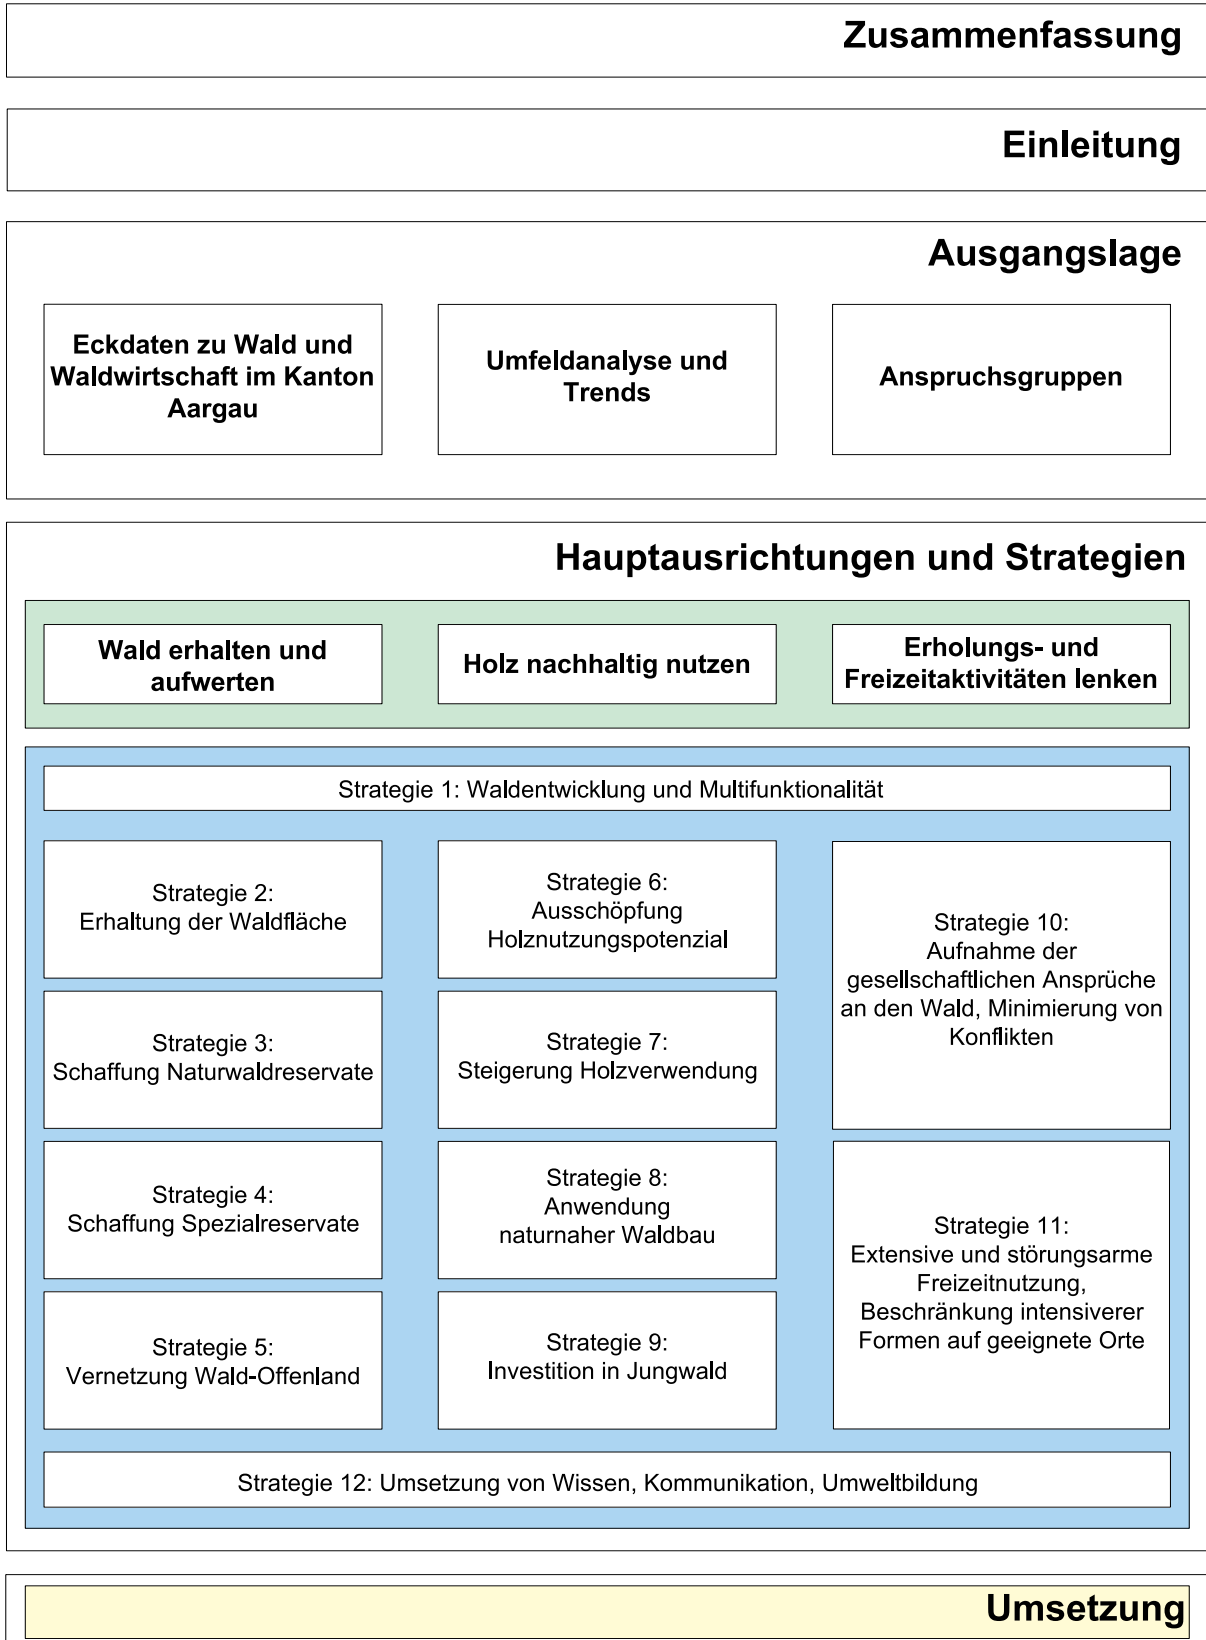 Zusammenfassung
Einleitung
Ausgangslage
Eckdaten zu Wald und
Waldwirtschaft im Kanton
Aargau
Umfeldanalyse und
Trends
Anspruchsgruppen
Hauptausrichtungen und Strategien
Wald erhalten und
aufwerten
Holz nachhaltig nutzen
Erholungs- und
Freizeitaktivitäten lenken
Strategie 1: Waldentwicklung und Multifunktionalität
Strategie 2:
Erhaltung der Waldfläche
Strategie 3:
Schaffung Naturwaldreservate
Strategie 4:
Schaffung Spezialreservate
Strategie 5:
Vernetzung Wald-Offenland
Strategie 6:
Ausschöpfung
Holznutzungspotenzial
Strategie 7:
Steigerung Holzverwendung
Strategie 8:
Anwendung
naturnaher Waldbau
Strategie 9:
Investition in Jungwald
Strategie 10:
Aufnahme der
gesellschaftlichen Ansprüche
an den Wald, Minimierung von
Konflikten
Strategie 11:
Extensive und störungsarme
Freizeitnutzung,
Beschränkung intensiverer
Formen auf geeignete Orte
Strategie 12: Umsetzung von Wissen, Kommunikation, Umweltbildung
Umsetzung